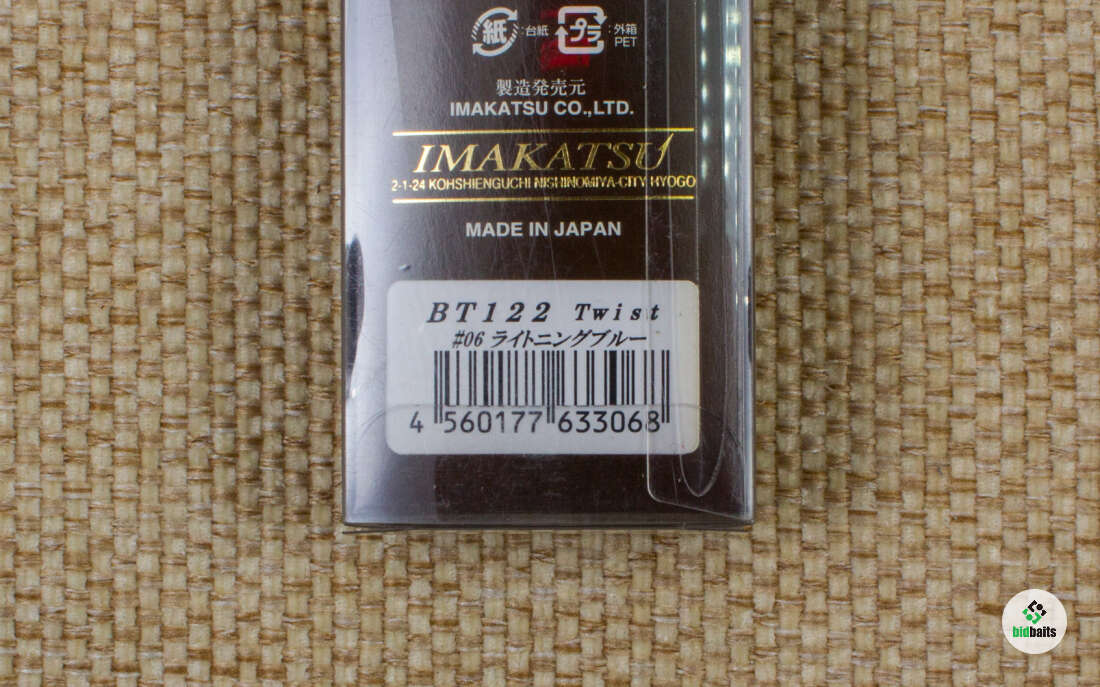 紙 :台紙 プラ :外箱
PET
製造発売元
IMAKATSU CO.,LTD.
IMAKATSU
2-1-24 KOHSHIENGUCHI NISHINOMIYA-CITY HYOGO
MADE IN JAPAN
BT122 Twist
#06 ライトニングブルー
4 560177 633068
bidbaits